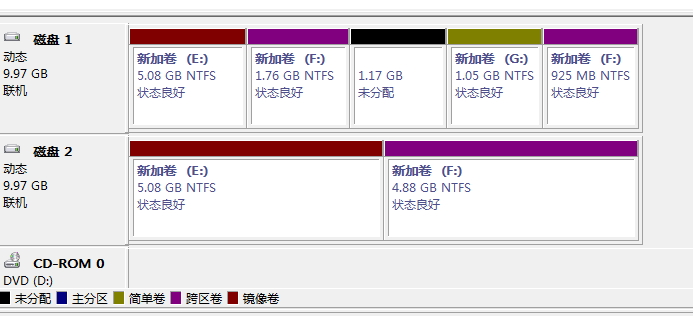 磁盘 1
动态
9.97 GB
联机
新加卷 (E:)
5.08 GB NTFS
状态良好
新加卷 (F:)
1.76 GB NTFS
状态良好
1.17 GB
未分配
新加卷 (G:)
1.05 GB NTFS
状态良好
新加卷 (F:)
925 MB NTFS
状态良好
磁盘 2
动态
9.97 GB
联机
新加卷 (E:)
5.08 GB NTFS
状态良好
新加卷 (F:)
4.88 GB NTFS
状态良好
CD-ROM 0
DVD (D:)
未分配 主分区 简单卷 跨区卷 镜像卷